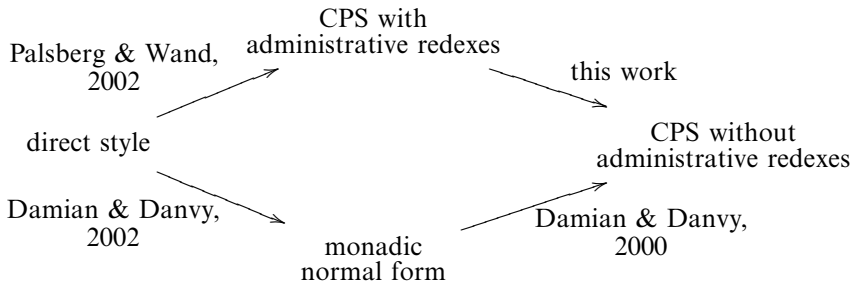 CPS with
administrative redexes
Palsberg & Wand,
2002
this work
direct style
CPS without
administrative redexes
Damian & Danvy,
2002
Damian & Danvy,
2000
monadic
normal form